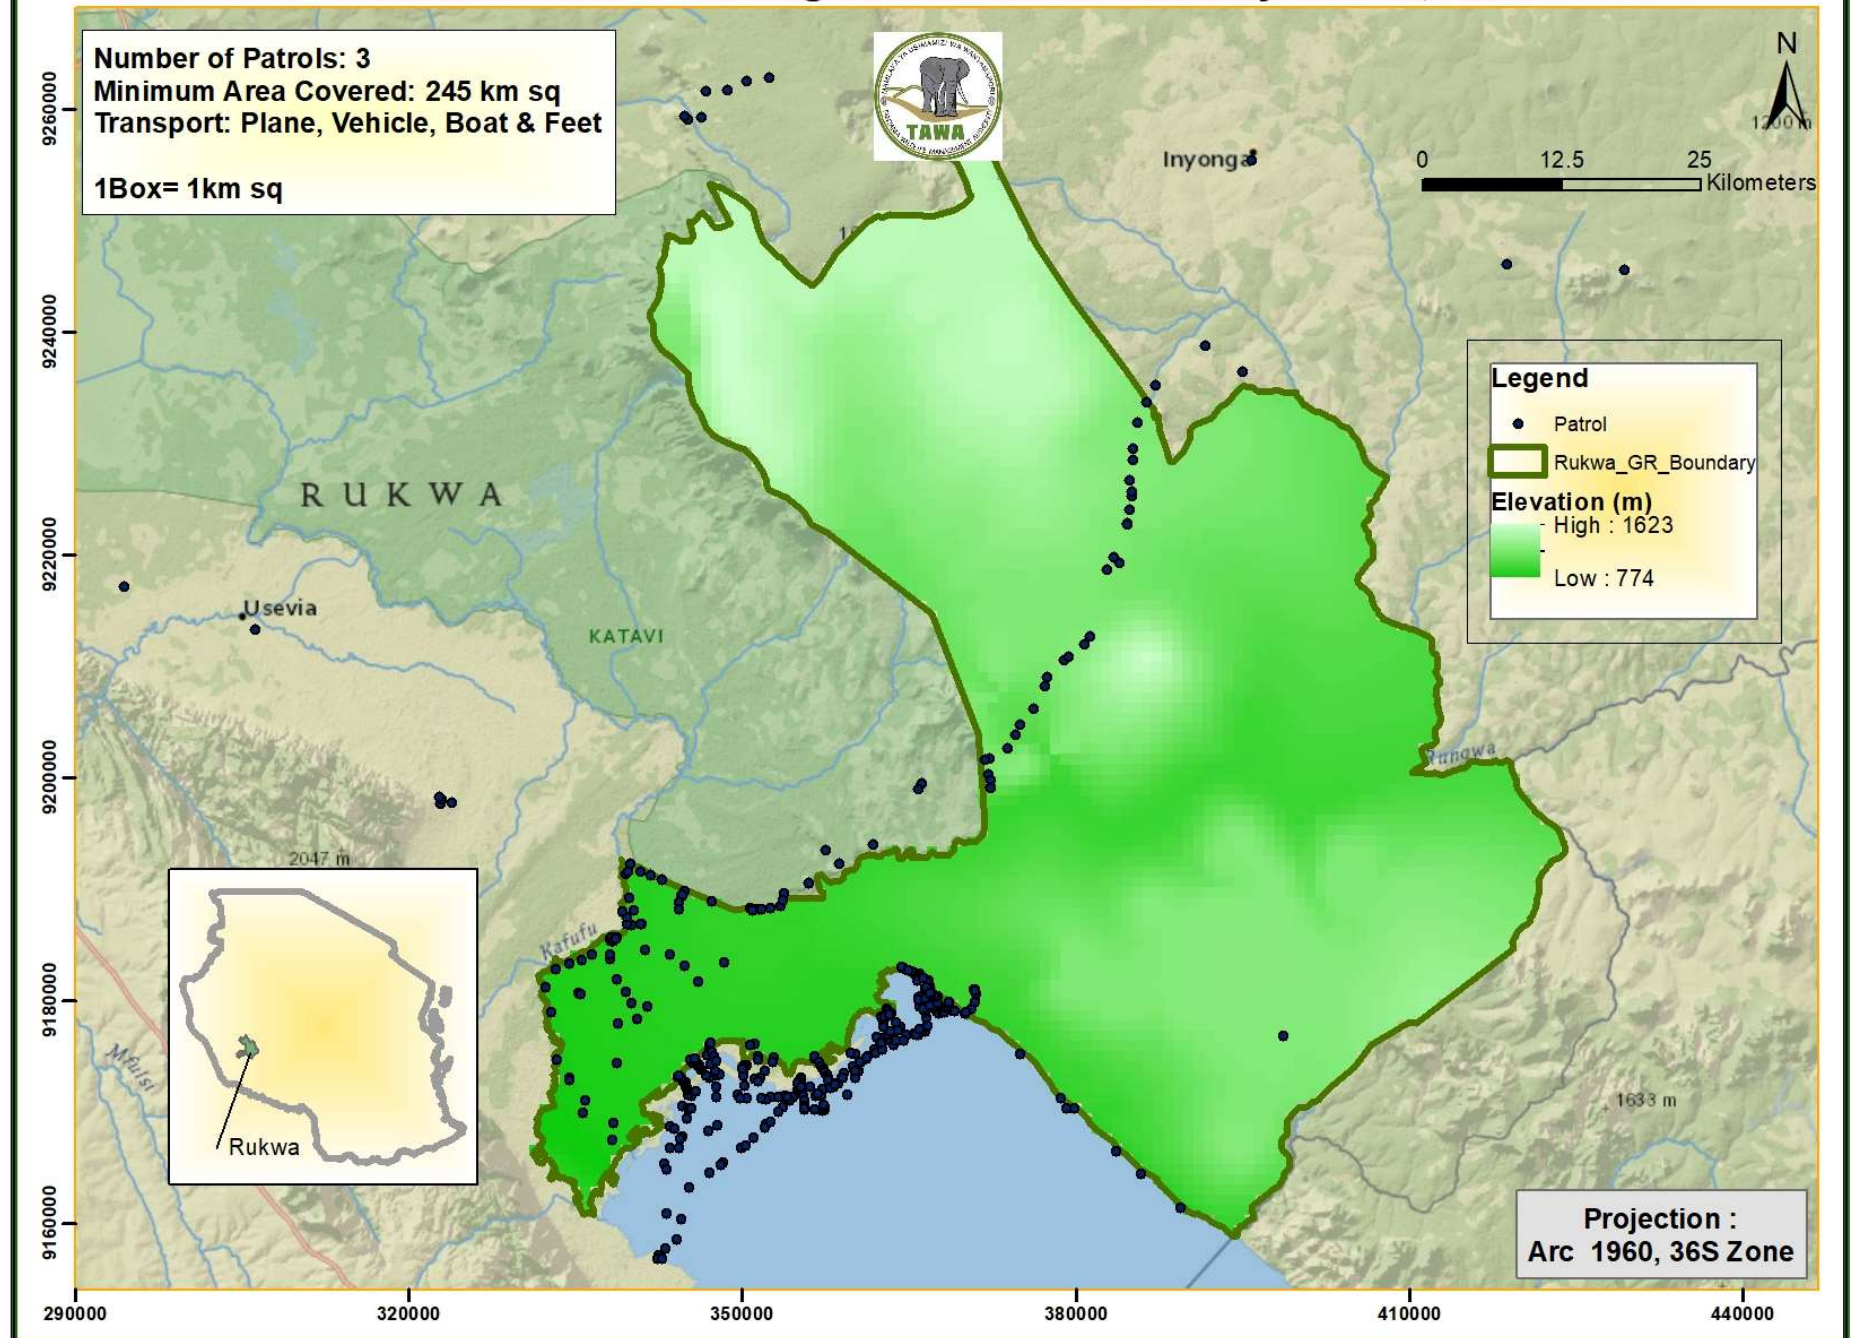 Number of Patrols: 3
Minimum Area Covered: 245 km sq
Transport: Plane, Vehicle, Boat & Feet
1Box= 1km sq
TAWA
N
1200 m
Inyonga
0 12.5 25
Kilometers
Legend
Patrol
Rukwa_GR_Boundary
Elevation (m)
High : 1623
Low : 774
RUKWA
Usevia
KATAVI
Rungwa
2047 m
Kafufu
Mfulsi
Rukwa
1633 m
Projection :
Arc 1960, 36S Zone
9260000
9240000
9220000
9200000
9180000
9160000
290000 320000 350000 380000 410000 440000